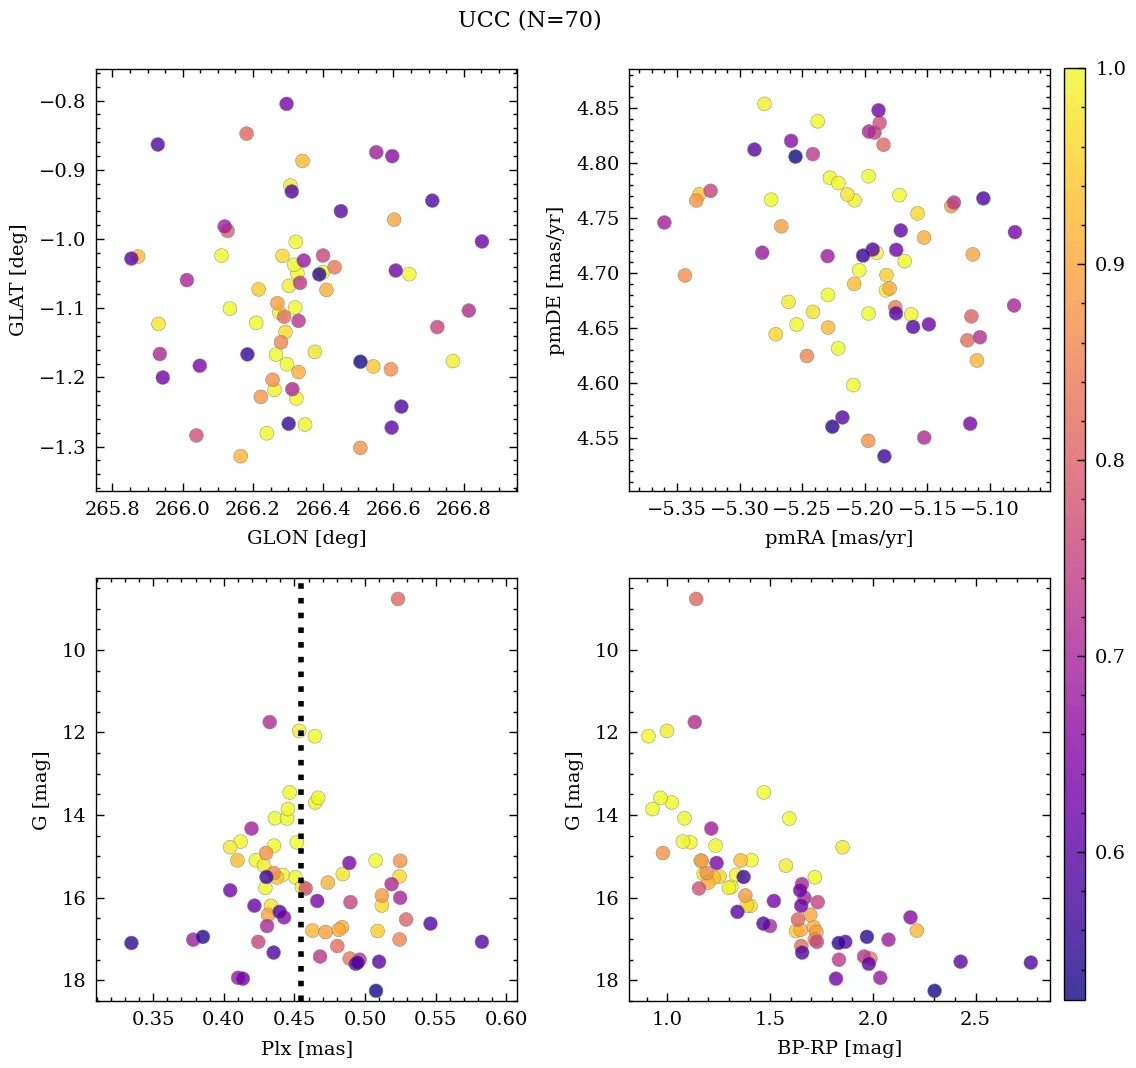 UCC (N=70)
−0.8
−0.9
−1.0
−1.1
−1.2
−1.3
GLAT [deg]
265.8 266.0 266.2 266.4 266.6 266.8
GLON [deg]
4.85
4.80
4.75
4.70
4.65
4.60
4.55
pmDE [mas/yr]
−5.35 −5.30 −5.25 −5.20 −5.15 −5.10
pmRA [mas/yr]
1.0
0.9
0.8
0.7
0.6
10
12
14
16
18
G [mag]
0.35 0.40 0.45 0.50 0.55 0.60
Plx [mas]
10
12
14
16
18
G [mag]
1.0 1.5 2.0 2.5
BP-RP [mag]